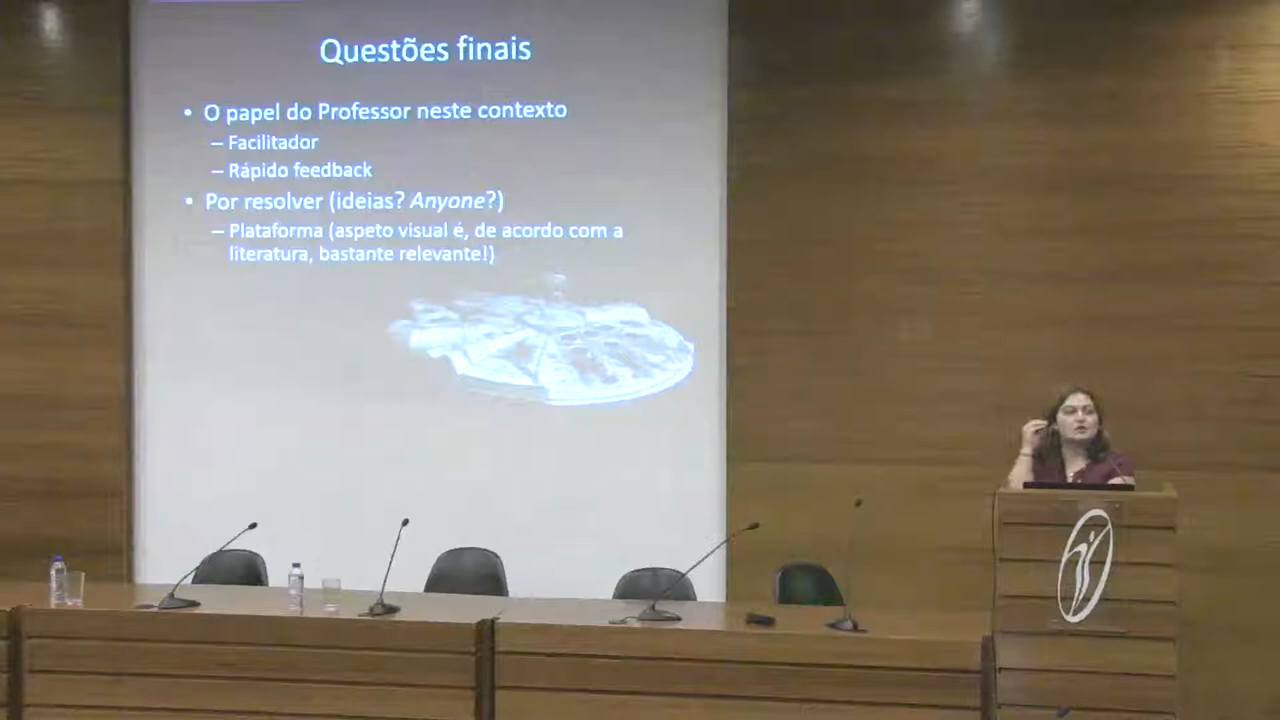 Questões finais
• O papel do Professor neste contexto
– Facilitador
– Rápido feedback
• Por resolver (ideias? Anyone?)
– Plataforma (aspeto visual é, de acordo com a
literatura, bastante relevante!)